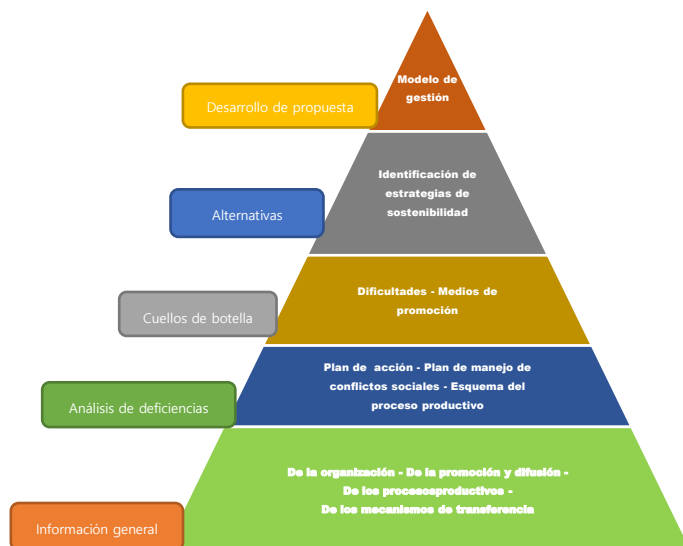 Modelo de
gestión
Desarrollo de propuesta
Identificación de
estrategias de
sostenibilidad
Alternativas
Dificultades - Medios de
promoción
Cuellos de botella
Plan de acción - Plan de manejo de
conflictos sociales - Esquema del
proceso productivo
Análisis de deficiencias
De la organización - De la promoción y difusión -
De los procesosproductivos -
De los mecanismos de transferencia
Información general